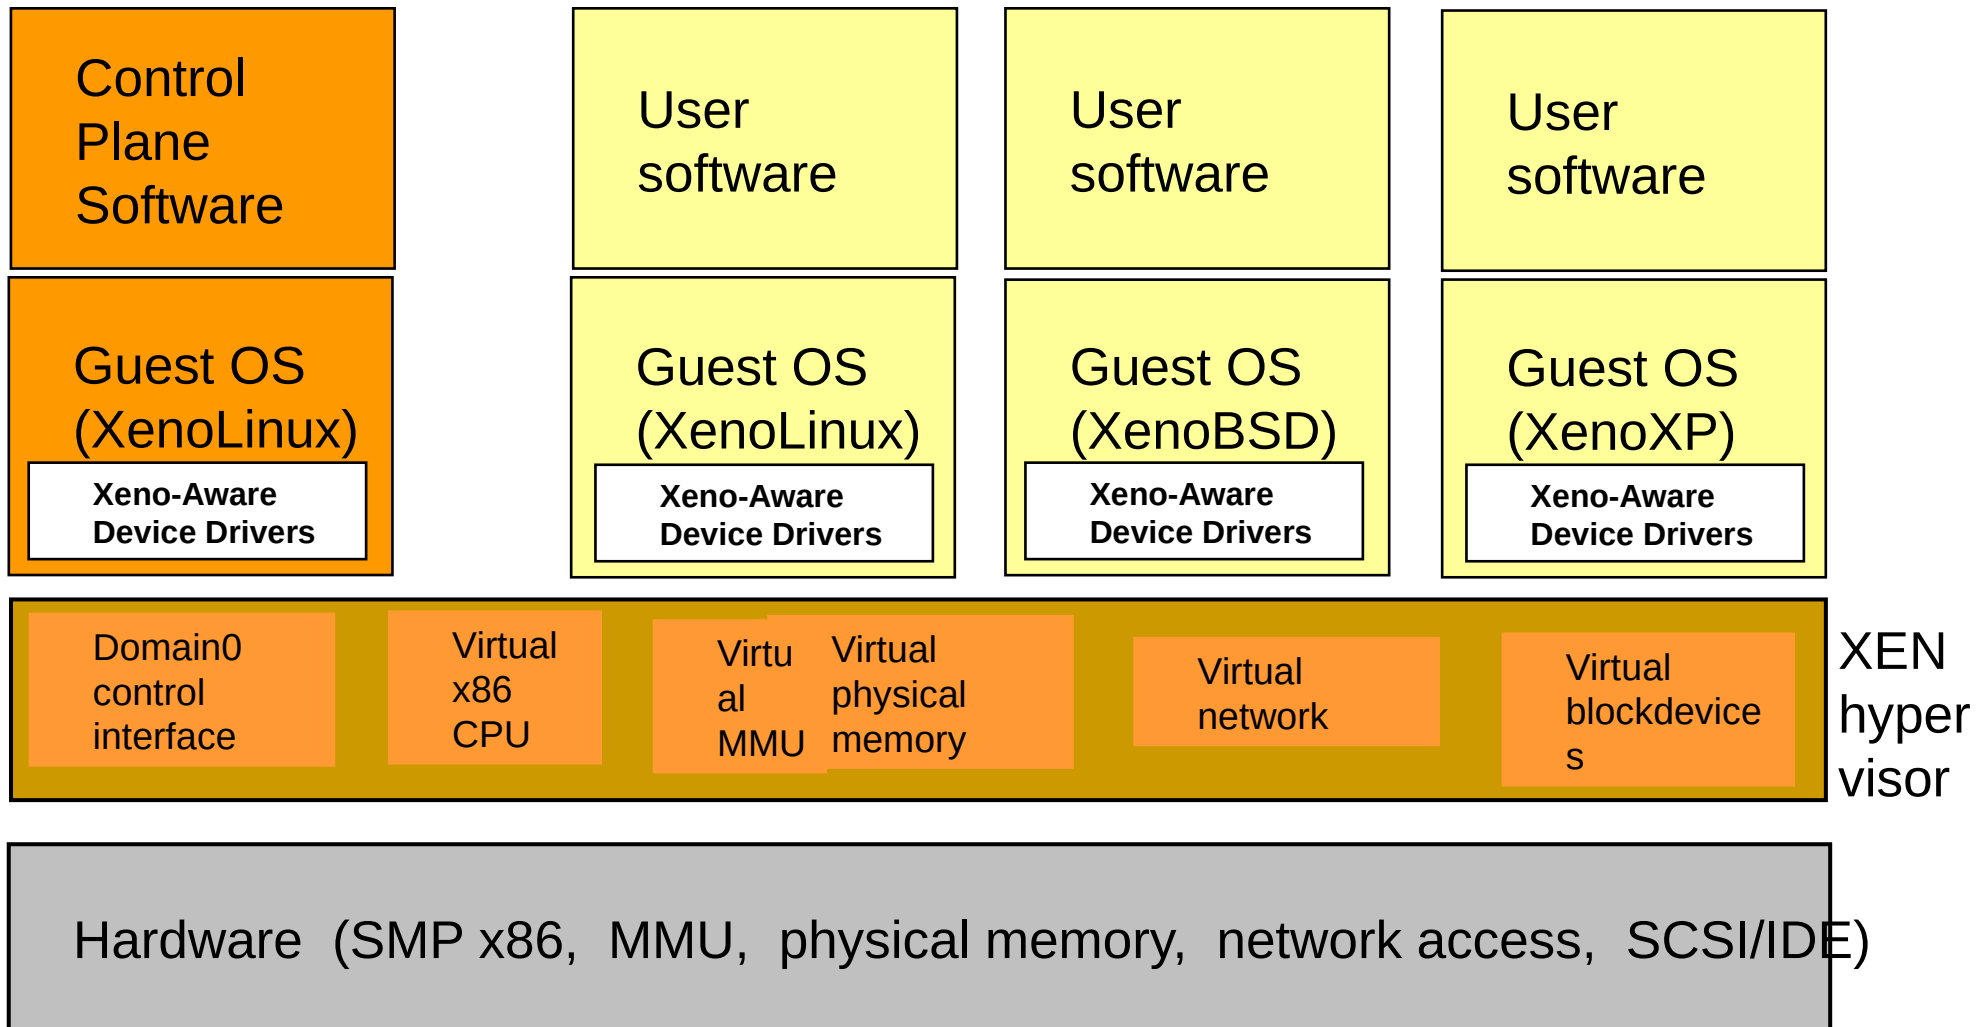 Control
Plane
Software
User
software
User
software
User
software
Guest OS
(XenoLinux)
Xeno-Aware
Device Drivers
Guest OS
(XenoLinux)
Xeno-Aware
Device Drivers
Guest OS
(XenoBSD)
Xeno-Aware
Device Drivers
Guest OS
(XenoXP)
Xeno-Aware
Device Drivers
Domain0
control
interface
Virtual
x86
CPU
Virtu
al
MMU
Virtual
physical
memory
Virtual
network
Virtual
blockdevice
s
XEN
hyper
visor
Hardware (SMP x86, MMU, physical memory, network access, SCSI/IDE)